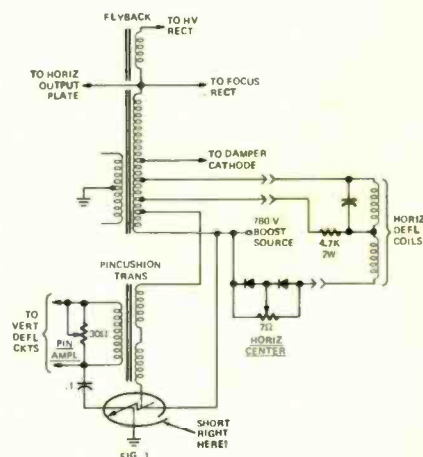 FLYBACK
TO HV
RECT
TO HORIZ
OUTPUT
PLATE
TO FOCUS
RECT
TO DAMPER
CATHODE
780 V
BOOST
SOURCE
4.7K
2W
HORIZ
DEFL
COILS
PINCUSHION
TRANS
7Ω
HORIZ
CENTER
TO
VERT
DEFL
CKTS
30Ω
PIN
AMPL
.1
SHORT
RIGHT
HERE!
FIG. 1